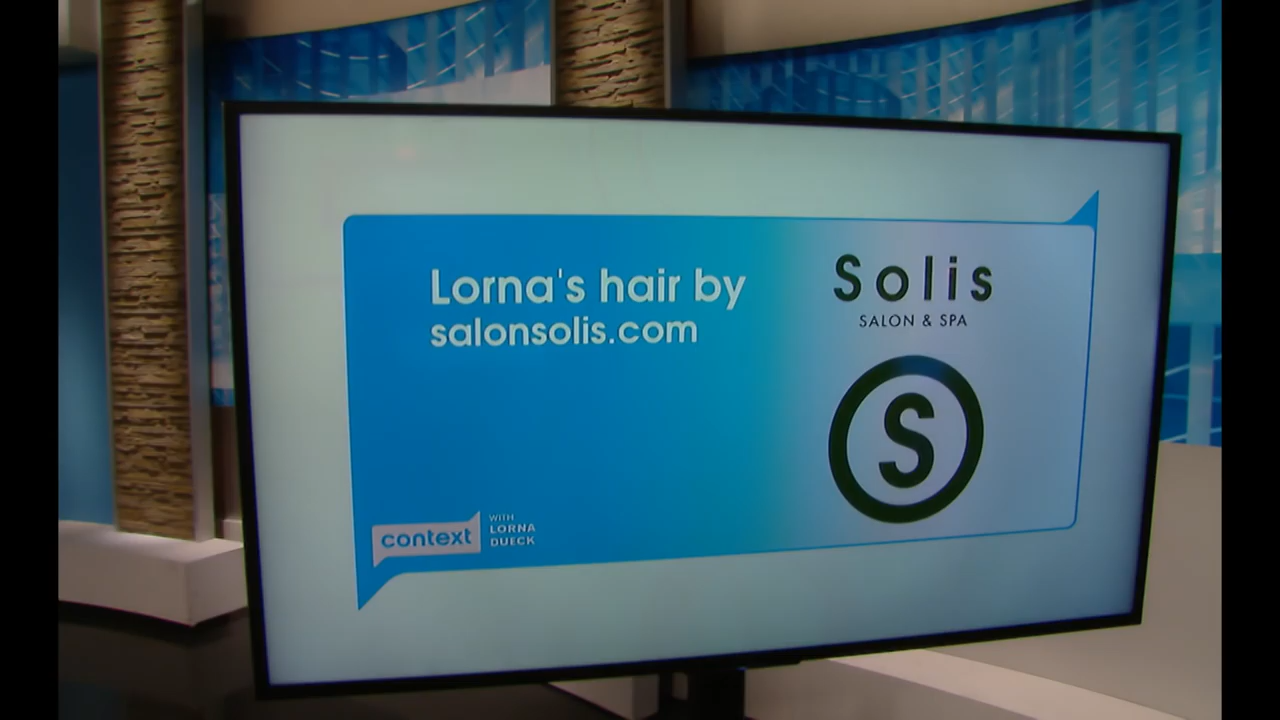 Lorna's hair by
salonsolis.com
Solis
SALON & SPA
S
context
WITH
LORNA
DUECK